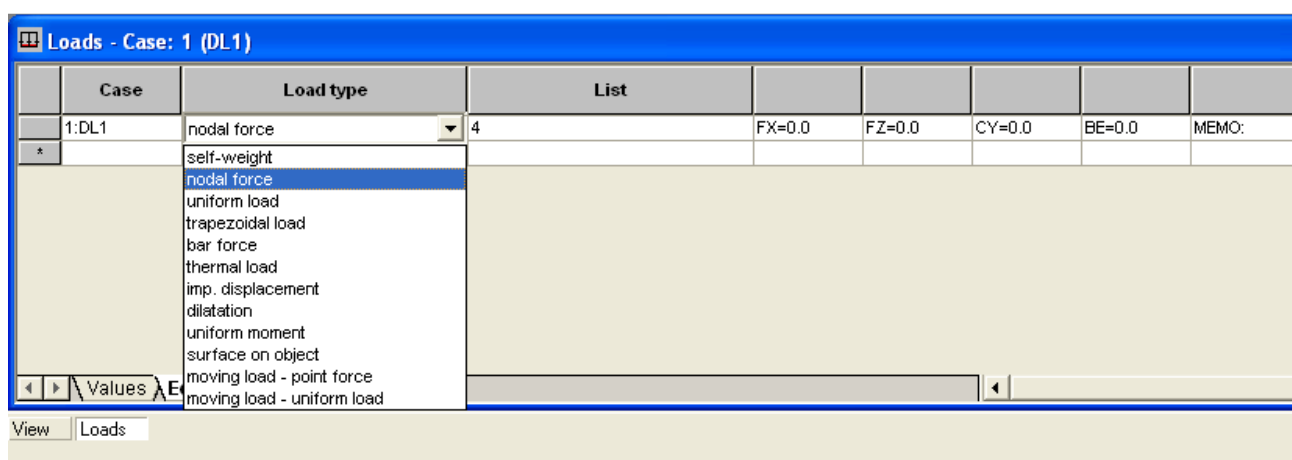 Loads - Case: 1 (DL1)
Case Load type List
1:DL1 nodal force 4 FX=0.0 FZ=0.0 CY=0.0 BE=0.0 MEMO:
*
self-weight
nodal force
uniform load
trapezoidal load
bar force
thermal load
imp. displacement
dilatation
uniform moment
surface on object
moving load - point force
moving load - uniform load
Values
View Loads